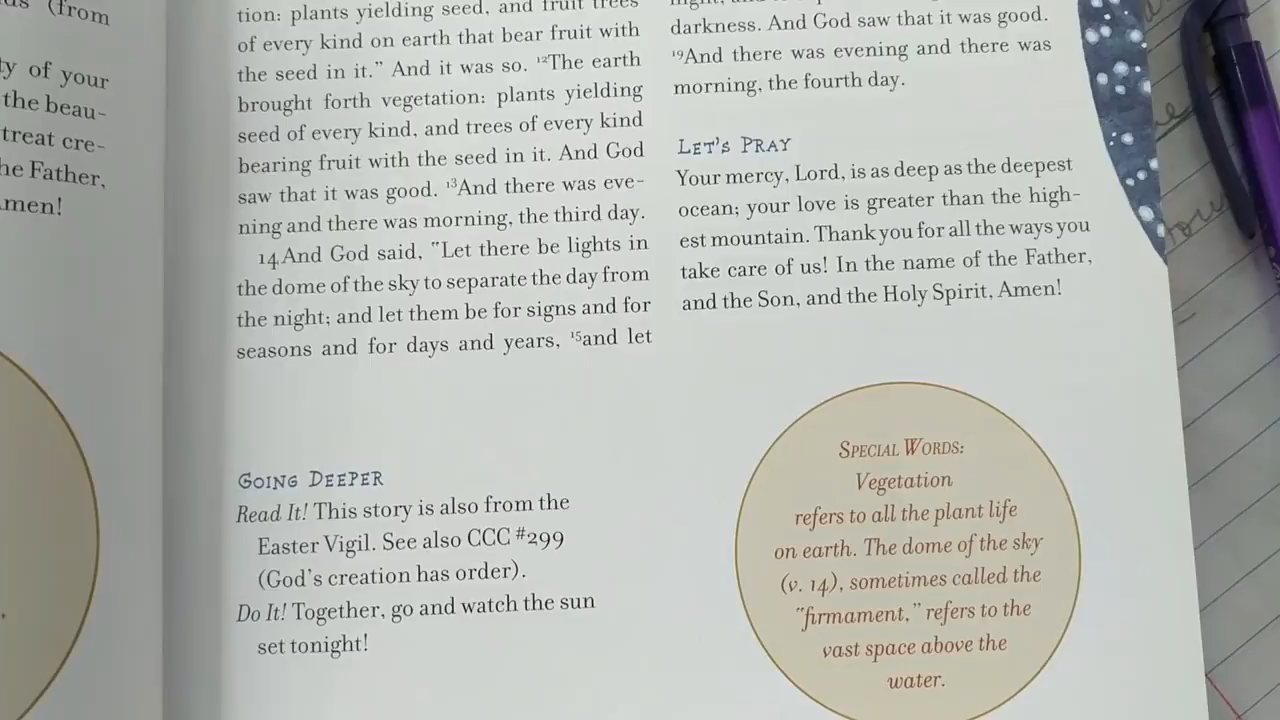 (from
ty of your
the beau-
treat cre-
he Father,
men!
tion: plants yielding seed, and fruit trees
of every kind on earth that bear fruit with
the seed in it.” And it was so. 12The earth
brought forth vegetation: plants yielding
seed of every kind, and trees of every kind
bearing fruit with the seed in it. And God
saw that it was good. 13And there was eve-
ning and there was morning, the third day.
14And God said, “Let there be lights in
the dome of the sky to separate the day from
the night; and let them be for signs and for
seasons and for days and years, 15and let
darkness. And God saw that it was good.
19And there was evening and there was
morning, the fourth day.
Let’s Pray
Your mercy, Lord, is as deep as the deepest
ocean; your love is greater than the high-
est mountain. Thank you for all the ways you
take care of us! In the name of the Father,
and the Son, and the Holy Spirit, Amen!
Going Deeper
Read It! This story is also from the
Easter Vigil. See also CCC #299
(God’s creation has order).
Do It! Together, go and watch the sun
set tonight!
Special Words:
Vegetation
refers to all the plant life
on earth. The dome of the sky
(v. 14), sometimes called the
“firmament,” refers to the
vast space above the
water.